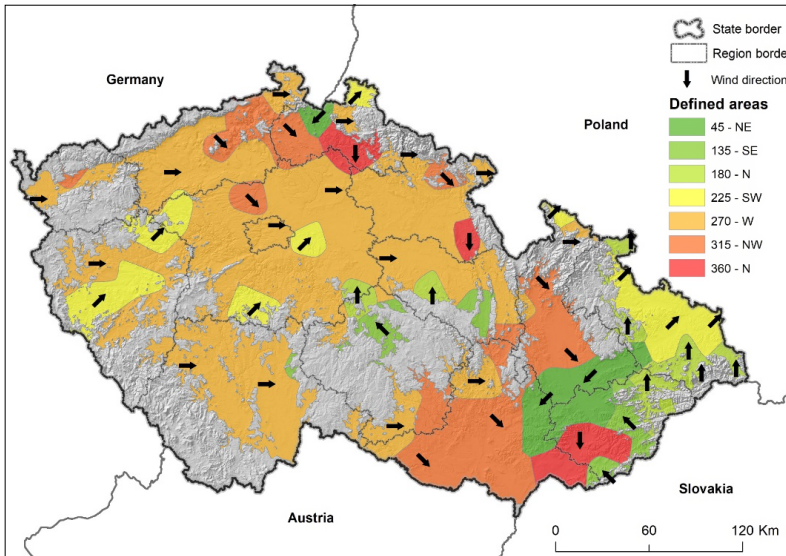 Germany
Poland
Austria
Slovakia
State border
Region border
Wind direction
Defined areas
45 - NE
135 - SE
180 - N
225 - SW
270 - W
315 - NW
360 - N
0 60 120 Km